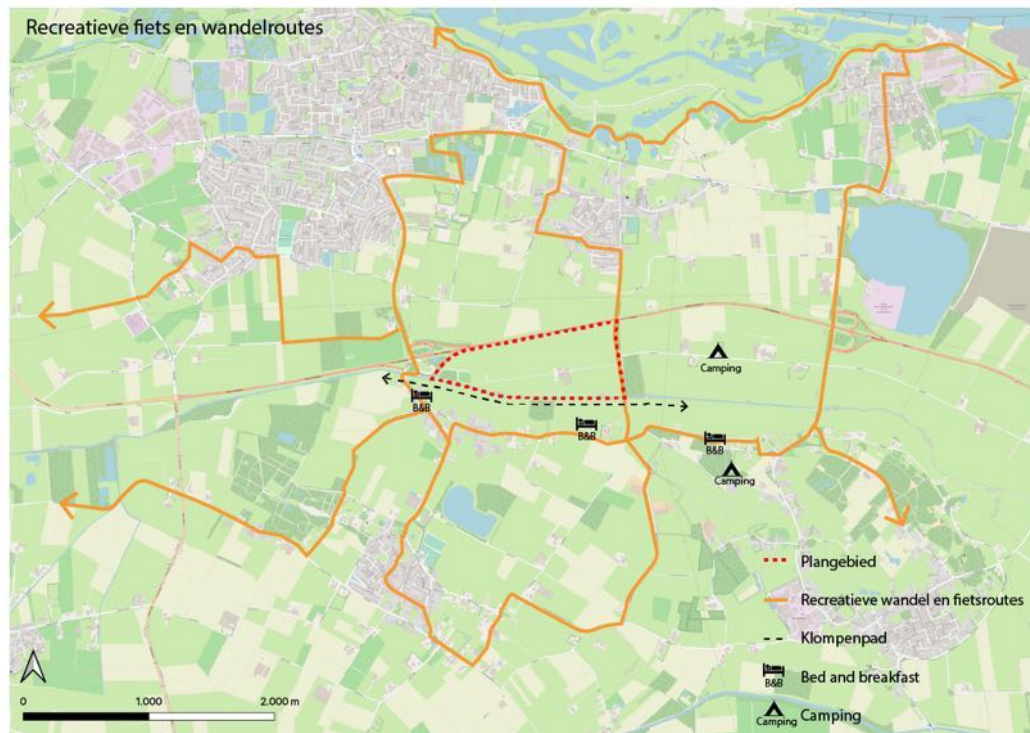 Recreatieve fiets en wandelroutes
Camping
B&B
B&B
B&B
Camping
Plangebied
Recreatieve wandel en fietsroutes
Klompenpad
B&B
Bed and breakfast
Camping
Camping
0
1.000
2.000 m